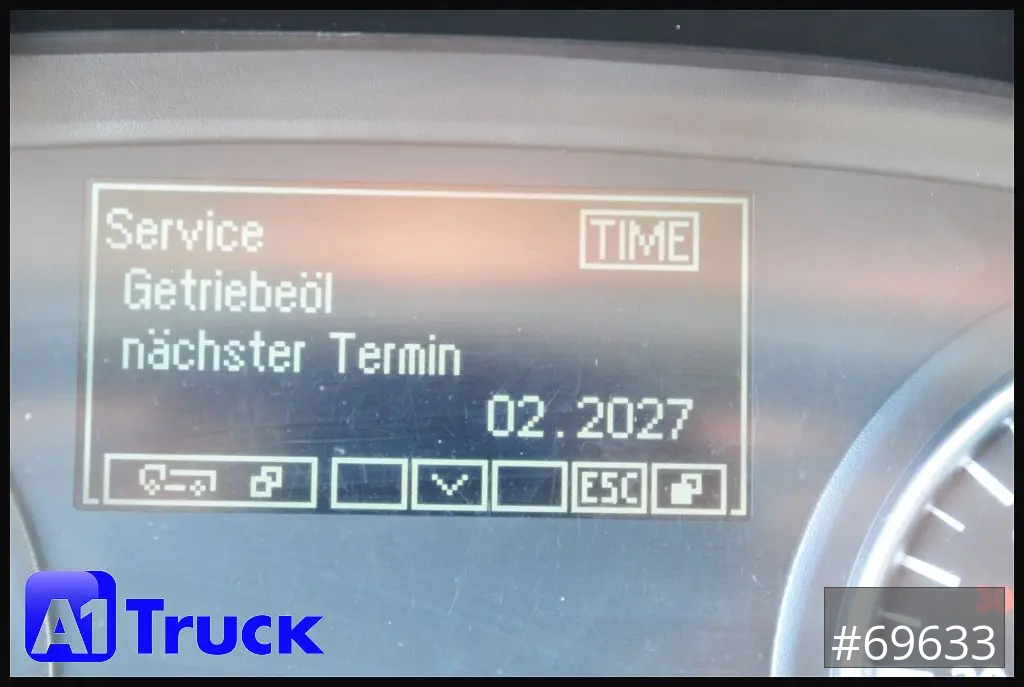 Service TIME
Getriebeöl
nächster Termin
02.2027
ESC
A1 Truck
#69633